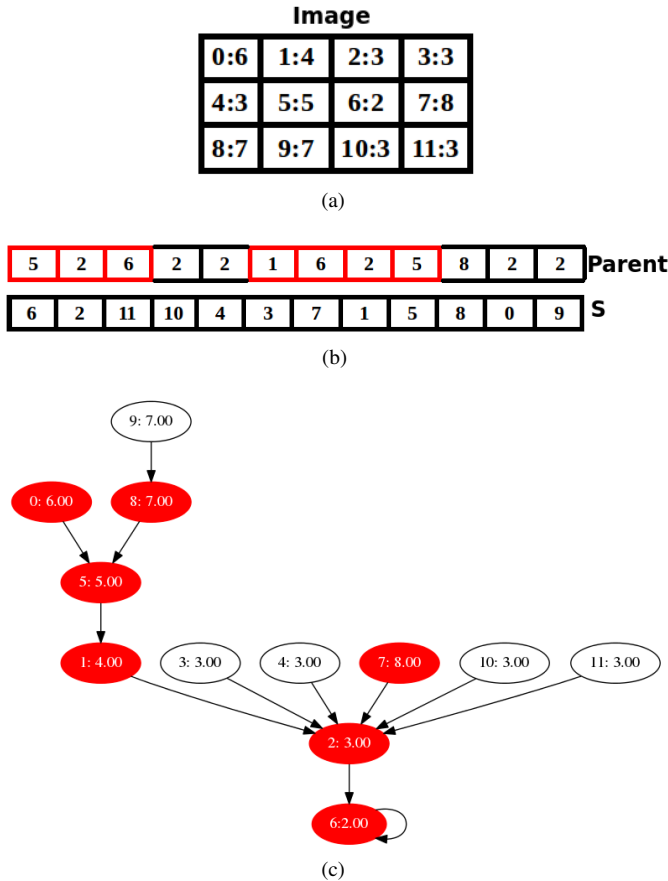 Image
0:6 1:4 2:3 3:3
4:3 5:5 6:2 7:8
8:7 9:7 10:3 11:3
(a)
5 2 6 2 2 1 6 2 5 8 2 2 Parent
6 2 11 10 4 3 7 1 5 8 0 9 S
(b)
9: 7.00
0: 6.00 8: 7.00
5: 5.00
1: 4.00 3: 3.00 4: 3.00 7: 8.00 10: 3.00 11: 3.00
2: 3.00
6:2.00
(c)